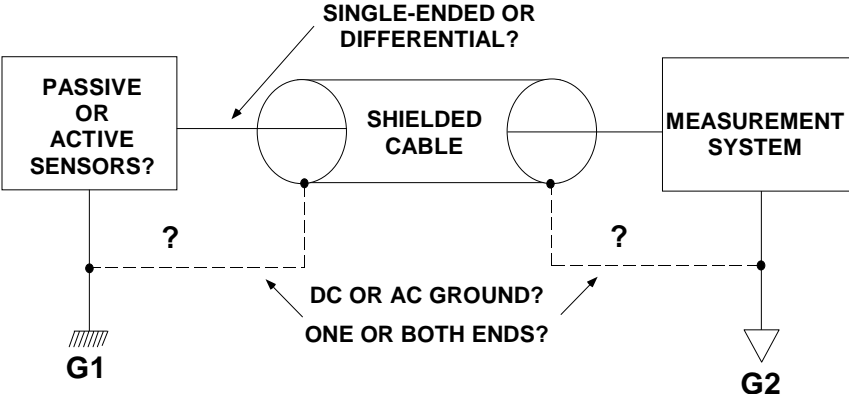 SINGLE-ENDED OR
DIFFERENTIAL?
PASSIVE
OR
ACTIVE
SENSORS?
SHIELDED
CABLE
MEASUREMENT
SYSTEM
?
?
DC OR AC GROUND?
ONE OR BOTH ENDS?
G1
G2